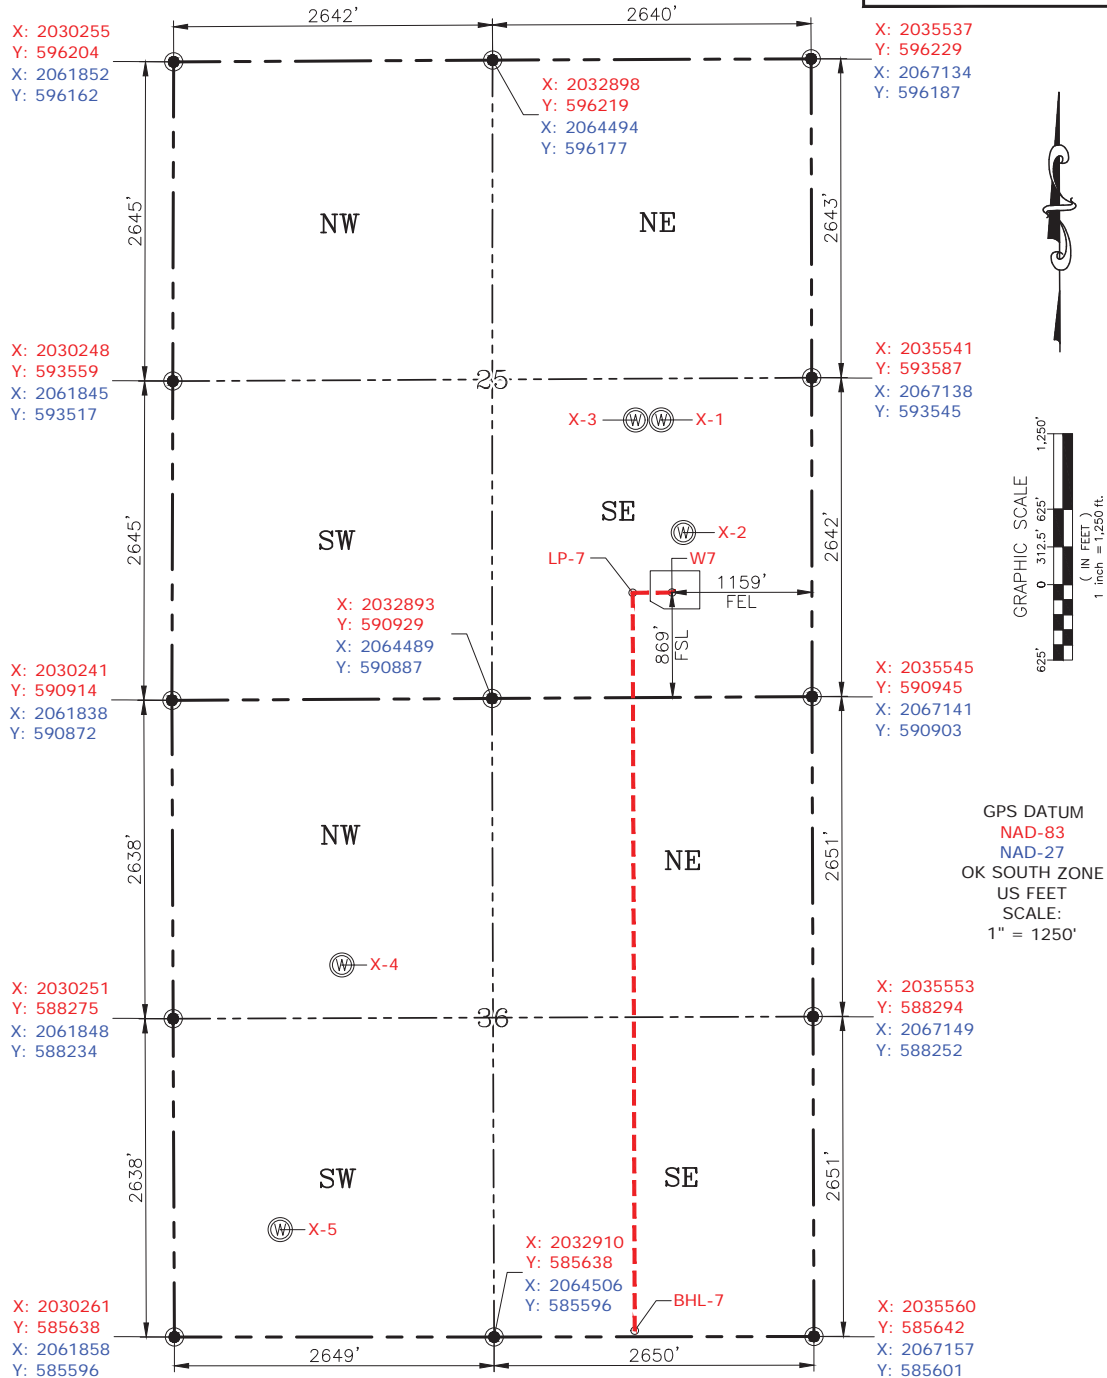 2642'
2640'
X: 2030255
Y: 596204
X: 2061852
Y: 596162
X: 2032898
Y: 596219
X: 2064494
Y: 596177
X: 2035537
Y: 596229
X: 2067134
Y: 596187
2645'
NW
NE
2643'
X: 2030248
Y: 593559
X: 2061845
Y: 593517
25
X: 2035541
Y: 593587
X: 2067138
Y: 593545
X-3
W
W
X-1
GRAPHIC SCALE
1,250'
625'
312.5'
0
625'
( IN FEET )
1 inch = 1,250 ft.
2645'
SW
SE
W
X-2
2642'
LP-7
W7
1159'
FEL
869'
FSL
X: 2032893
Y: 590929
X: 2064489
Y: 590887
X: 2030241
Y: 590914
X: 2061838
Y: 590872
X: 2035545
Y: 590945
X: 2067141
Y: 590903
GPS DATUM
NAD-83
NAD-27
OK SOUTH ZONE
US FEET
SCALE:
1" = 1250'
2638'
NW
NE
2651'
W
X-4
X: 2030251
Y: 588275
X: 2061848
Y: 588234
36
X: 2035553
Y: 588294
X: 2067149
Y: 588252
2638'
SW
SE
2651'
W
X-5
X: 2032910
Y: 585638
X: 2064506
Y: 585596
BHL-7
X: 2030261
Y: 585638
X: 2061858
Y: 585596
X: 2035560
Y: 585642
X: 2067157
Y: 585601
2649'
2650'